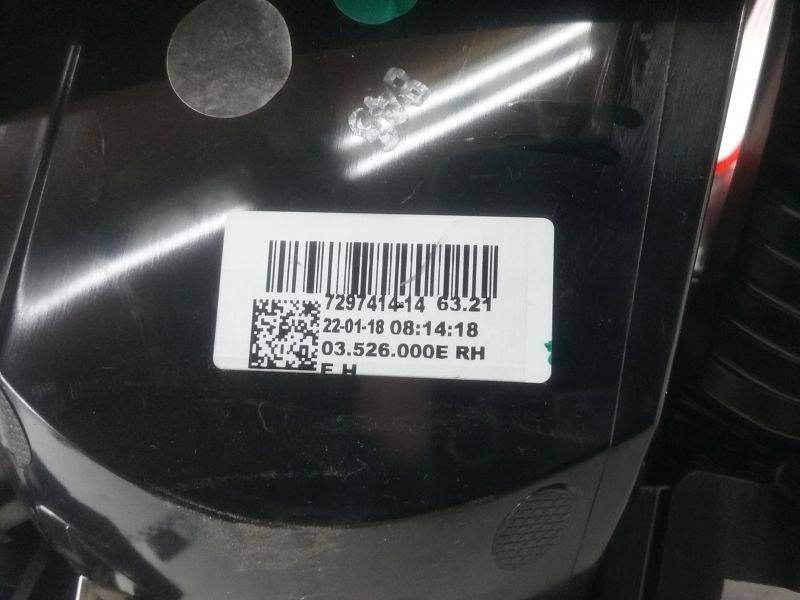 7297414-14 63.21
22-01-18 08:14:18
03.526.000E RH
E H